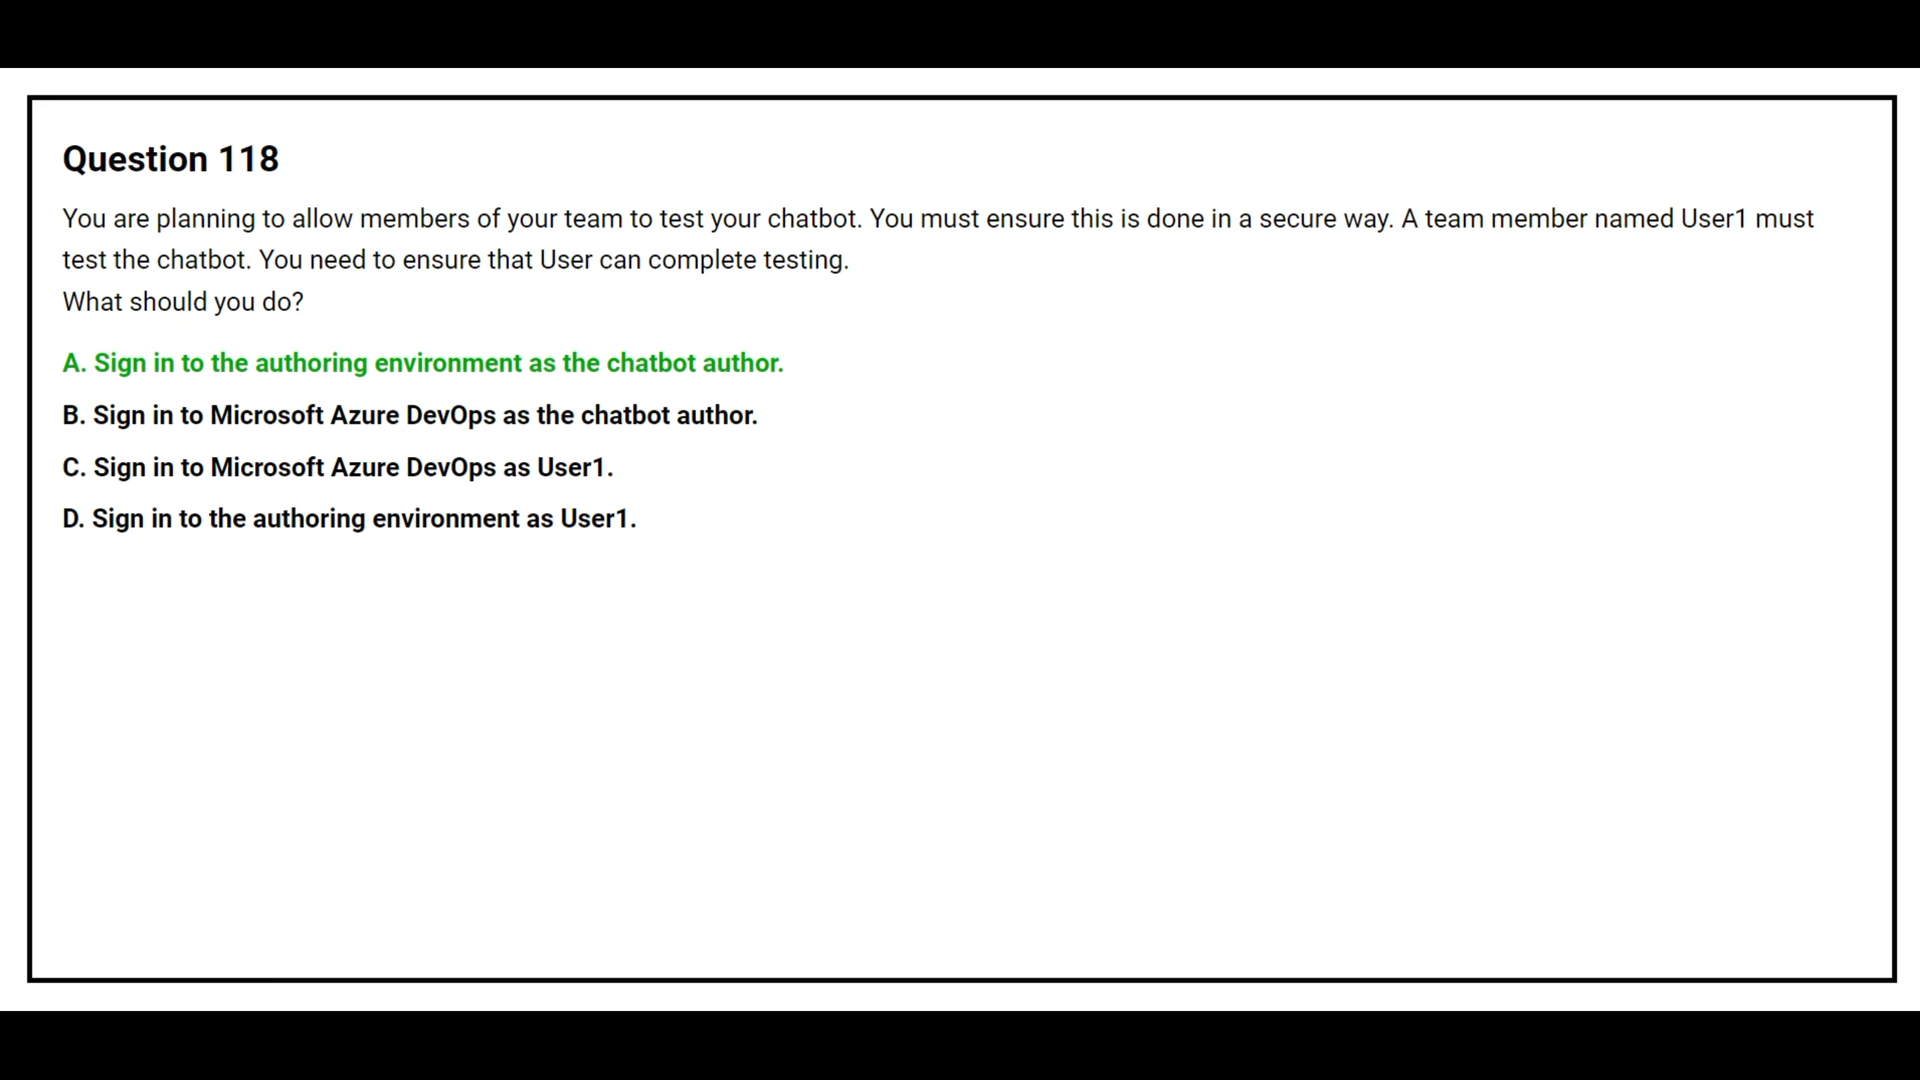 Question 118
You are planning to allow members of your team to test your chatbot. You must ensure this is done in a secure way. A team member named User1 must
test the chatbot. You need to ensure that User can complete testing.
What should you do?
A. Sign in to the authoring environment as the chatbot author.
B. Sign in to Microsoft Azure DevOps as the chatbot author.
C. Sign in to Microsoft Azure DevOps as User1.
D. Sign in to the authoring environment as User1.